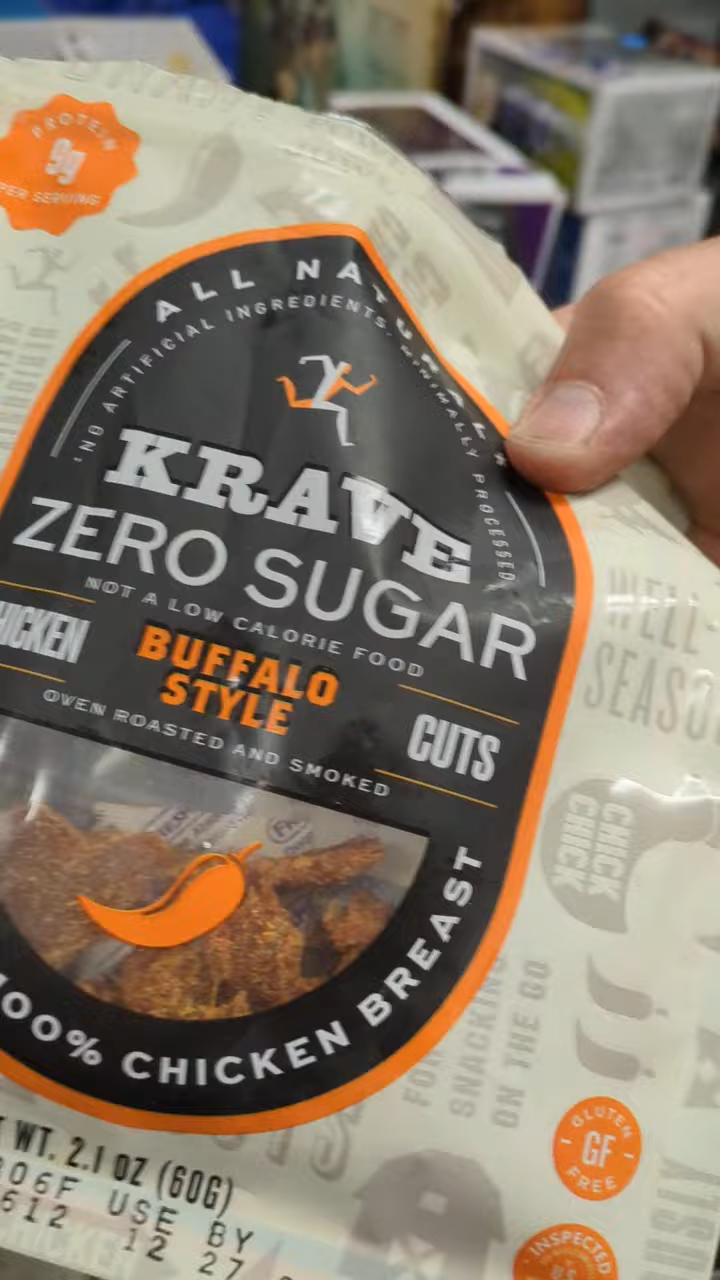 PROTEIN
9g
PER SERVING
ALL NATURAL*
*NO ARTIFICIAL INGREDIENTS. MINIMALLY PROCESSED
KRAVE
ZERO SUGAR
NOT A LOW CALORIE FOOD
HICKEN
BUFFALO
STYLE
CUTS
OVEN ROASTED AND SMOKED
100% CHICKEN BREAST
WELL-
SEASO
CHICK
CHICK
FOR
SNACKING
ON THE GO
GLUTEN
GF
FREE
WT. 2.1 OZ (60G)
06F USE BY
612 12 27
INSPECTED